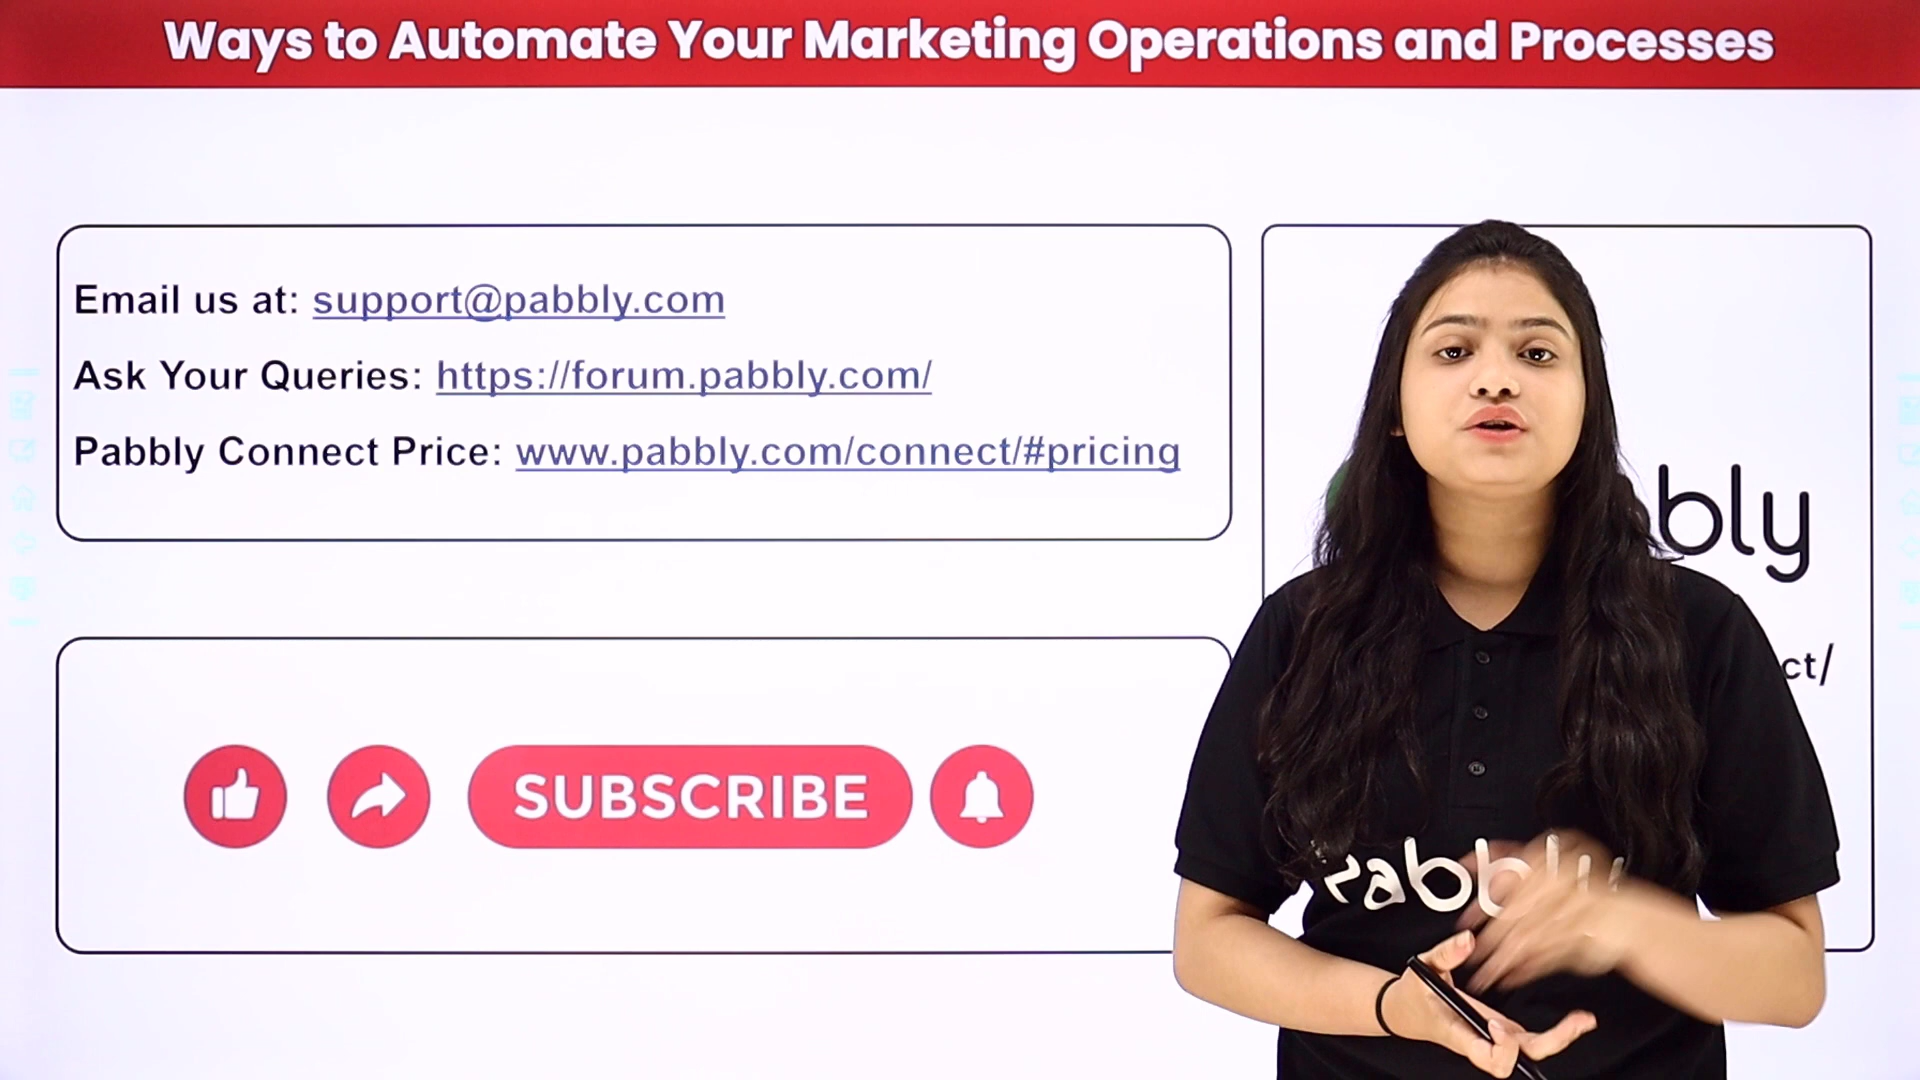 Ways to Automate Your Marketing Operations and Processes
Email us at: support@pabbly.com
Ask Your Queries: https://forum.pabbly.com/
Pabbly Connect Price: www.pabbly.com/connect/#pricing
SUBSCRIBE